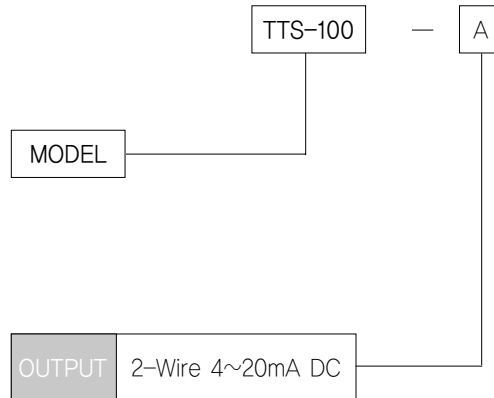 TTS-100 — A
MODEL
OUTPUT 2-Wire 4~20mA DC